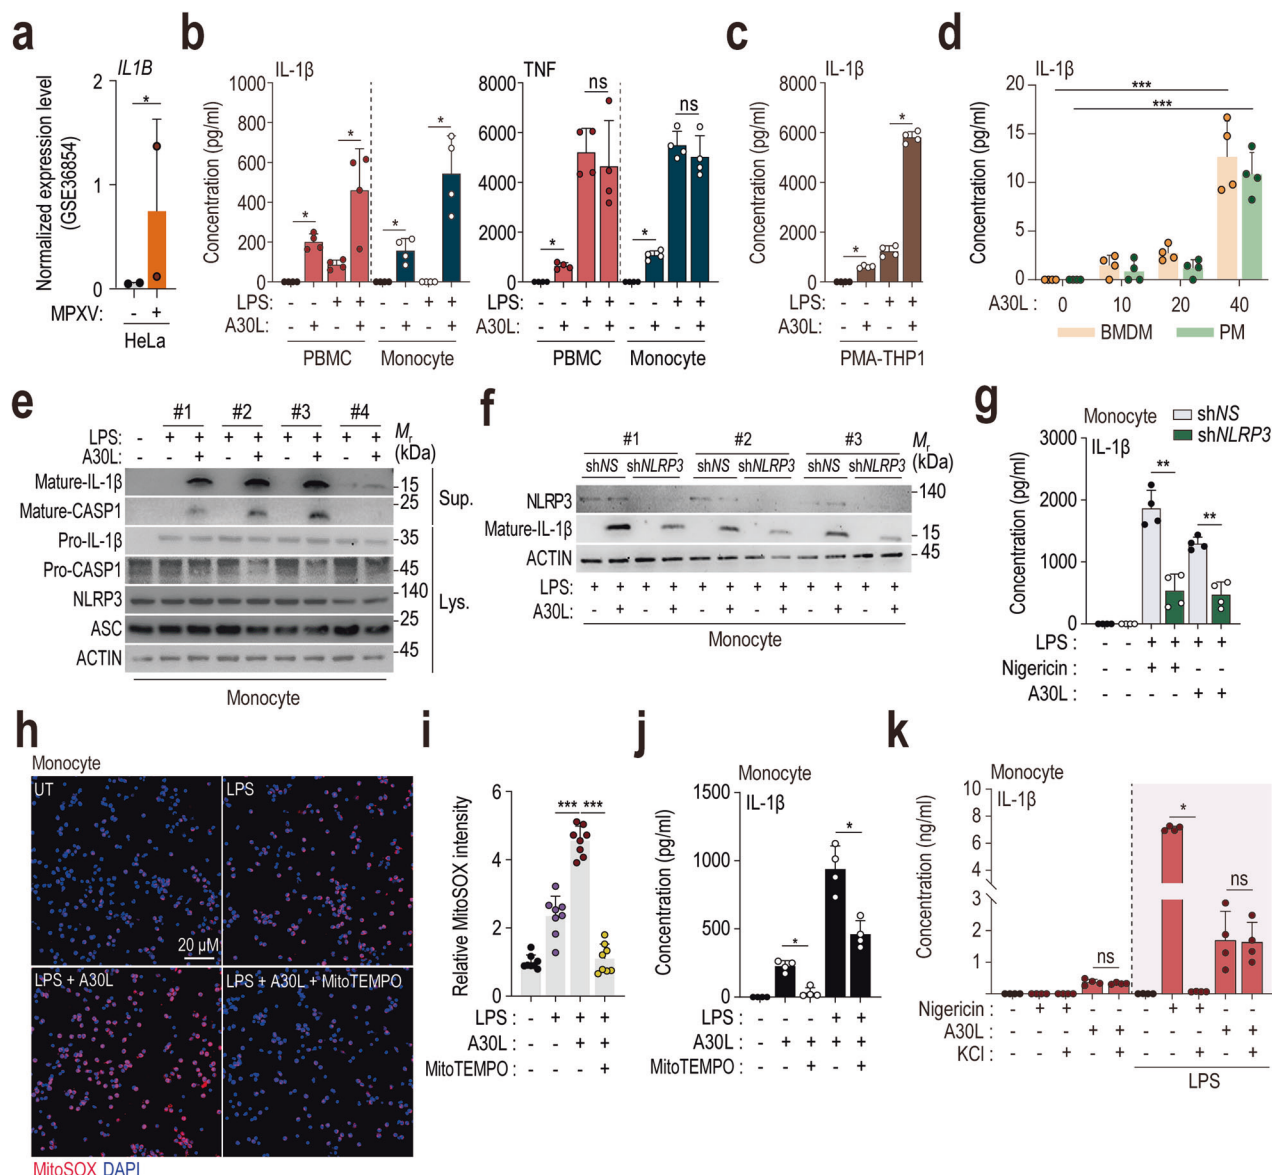 a
IL1B
Normalized expression level
(GSE36854)
2
1
0
*
MPXV: - +
HeLa
b
IL-1β
Concentration (pg/ml)
1000
800
600
400
200
0
* * * *
LPS: - - + + - - + +
A30L: - + - + - + - +
PBMC Monocyte
TNF
8000
6000
4000
2000
0
* ns * ns
LPS: - - + + - - + +
A30L: - + - + - + - +
PBMC Monocyte
c
IL-1β
Concentration (pg/ml)
8000
6000
4000
2000
0
* *
LPS: - - + +
A30L: - + - +
PMA-THP1
d
IL-1β
Concentration (pg/ml)
20
15
10
5
0
***
***
A30L: 0 10 20 40
BMDM PM
e
#1 #2 #3 #4
LPS: - + + + + + + + +
A30L: - - + - + - + - +
Mr
(kDa)
Mature-IL-1β 15
Mature-CASP1 25
Pro-IL-1β 35
Pro-CASP1 45
NLRP3 140
ASC 25
ACTIN 45
Sup.
Lys.
Monocyte
f
#1 #2 #3
shNS shNLRP3 shNS shNLRP3 shNS shNLRP3
Mr
(kDa)
NLRP3 140
Mature-IL-1β 15
ACTIN 45
LPS: + + + + + + + + + + + +
A30L: + + + + + +
Monocyte
g
Monocyte
IL-1β
shNS
shNLRP3
Concentration (pg/ml)
3000
2000
1000
0
** **
LPS : - - + + + +
Nigericin : - - + + - -
A30L : - - - - + +
h
Monocyte
UT
LPS
20 µM
LPS + A30L
LPS + A30L + MitoTEMPO
MitoSOX DAPI
i
Relative MitoSOX intensity
6
4
2
0
*** ***
LPS : - + + +
A30L : - - + +
MitoTEMPO : - - - +
j
Monocyte
IL-1β
Concentration (pg/ml)
1500
1000
500
0
* *
LPS : - - - + +
A30L : - + + + +
MitoTEMPO : - - + - +
k
Monocyte
IL-1β
Concentration (ng/ml)
10
8
6
4
3
2
1
0
ns * ns
Nigericin : - + + - - - + + - -
A30L : - - - + + - - - + +
KCl : - - + - + - - + - +
LPS